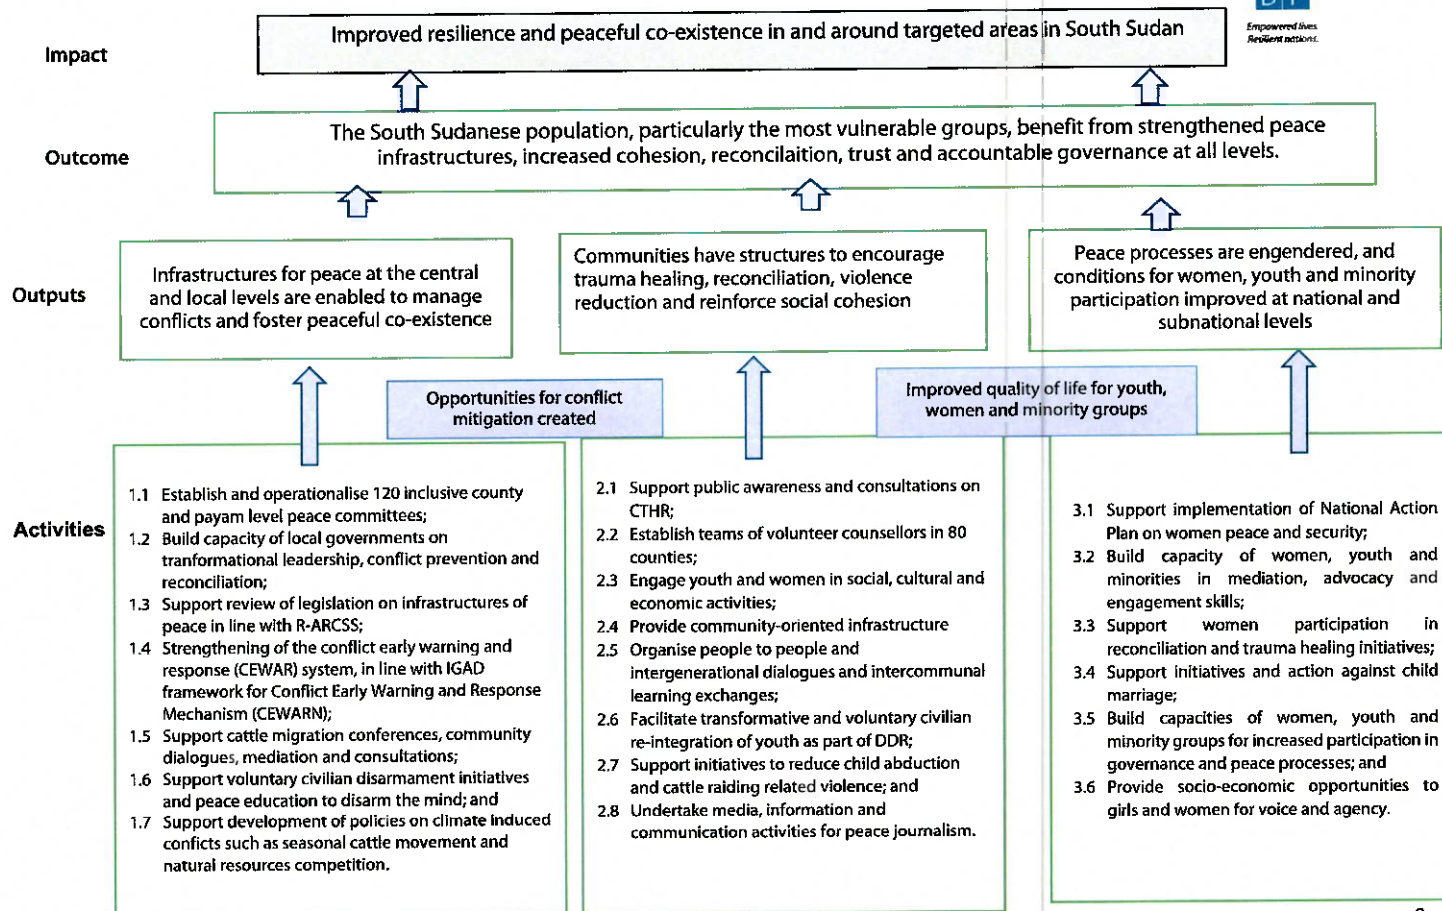 D P
Empowered lives.
Resilient nations.
Impact
Improved resilience and peaceful co-existence in and around targeted areas in South Sudan
Outcome
The South Sudanese population, particularly the most vulnerable groups, benefit from strengthened peace
infrastructures, increased cohesion, reconcilaition, trust and accountable governance at all levels.
Outputs
Infrastructures for peace at the central
and local levels are enabled to manage
conflicts and foster peaceful co-existence
Communities have structures to encourage
trauma healing, reconciliation, violence
reduction and reinforce social cohesion
Peace processes are engendered, and
conditions for women, youth and minority
participation improved at national and
subnational levels
Opportunities for conflict
mitigation created
Improved quality of life for youth,
women and minority groups
Activities
1.1 Establish and operationalise 120 inclusive county
and payam level peace committees;
1.2 Build capacity of local governments on
tranformational leadership, conflict prevention and
reconciliation;
1.3 Support review of legislation on infrastructures of
peace in line with R-ARCSS;
1.4 Strengthening of the conflict early warning and
response (CEWAR) system, in line with IGAD
framework for Conflict Early Warning and Response
Mechanism (CEWARN);
1.5 Support cattle migration conferences, community
dialogues, mediation and consultations;
1.6 Support voluntary civilian disarmament initiatives
and peace education to disarm the mind; and
1.7 Support development of policies on climate induced
conficts such as seasonal cattle movement and
natural resources competition.
2.1 Support public awareness and consultations on
CTHR;
2.2 Establish teams of volunteer counsellors in 80
counties;
2.3 Engage youth and women in social, cultural and
economic activities;
2.4 Provide community-oriented infrastructure
2.5 Organise people to people and
intergenerational dialogues and intercommunal
learning exchanges;
2.6 Facilitate transformative and voluntary civilian
re-integration of youth as part of DDR;
2.7 Support initiatives to reduce child abduction
and cattle raiding related violence; and
2.8 Undertake media, information and
communication activities for peace journalism.
3.1 Support implementation of National Action
Plan on women peace and security;
3.2 Build capacity of women, youth and
minorities in mediation, advocacy and
engagement skills;
3.3 Support women participation in
reconciliation and trauma healing initiatives;
3.4 Support initiatives and action against child
marriage;
3.5 Build capacities of women, youth and
minority groups for increased participation in
governance and peace processes; and
3.6 Provide socio-economic opportunities to
girls and women for voice and agency.